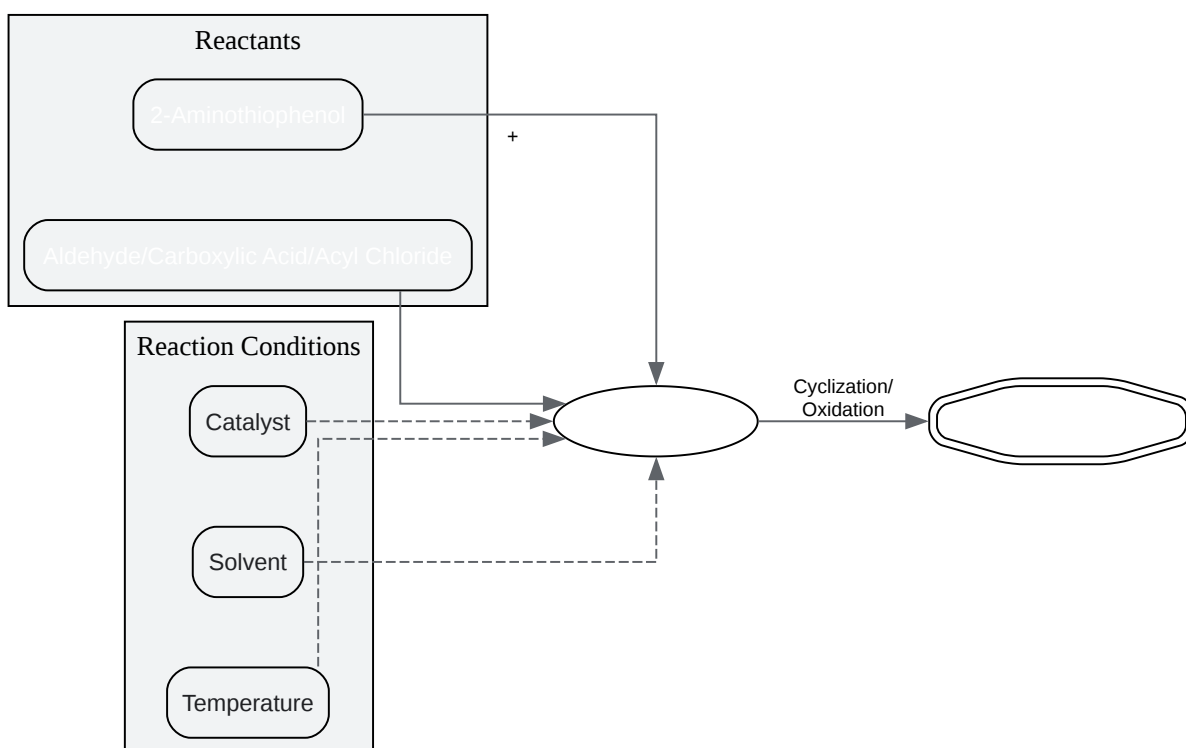 Reactants
2-Aminothiophenol
+
Aldehyde/Carboxylic Acid/Acyl Chloride
Reaction Conditions
Catalyst
Cyclization/
Oxidation
Solvent
Temperature